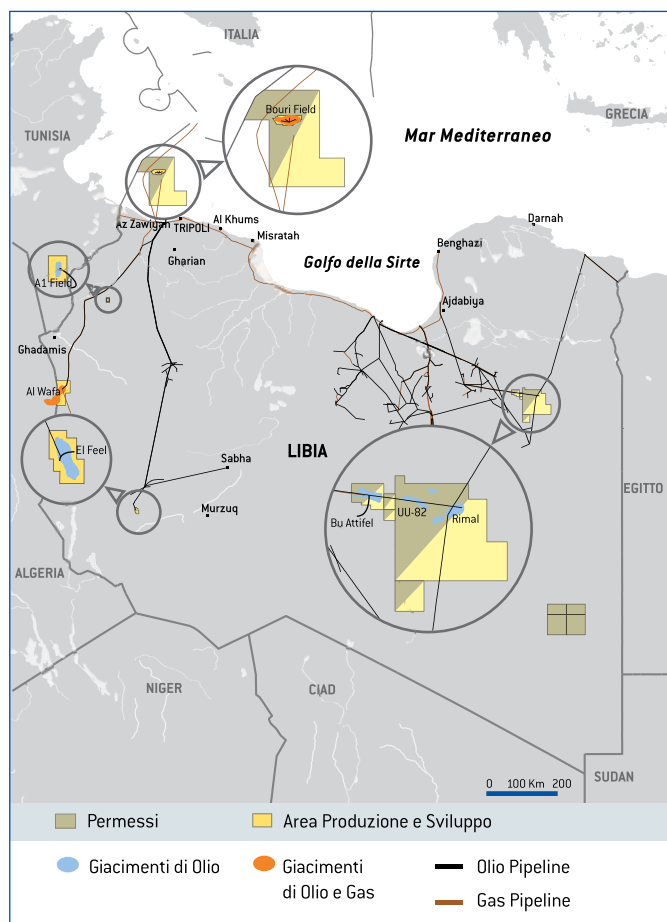 ITALIA
TUNISIA
Bouri Field
GRECIA
Mar Mediterraneo
Az Zawiyah
TRIPOLI
Al Khums
Misratah
Gharian
Darnah
Benghazi
Golfo della Sirte
A1 Field
Ajdabiya
Ghadamis
Al Wafa
El Feel
LIBIA
Sabha
Murzuq
EGITTO
Bu Attifel
UU-82
Rimal
ALGERIA
NIGER
CIAD
SUDAN
0 100 Km 200
Permessi
Area Produzione e Sviluppo
Giacimenti di Olio
Giacimenti
di Olio e Gas
Olio Pipeline
Gas Pipeline